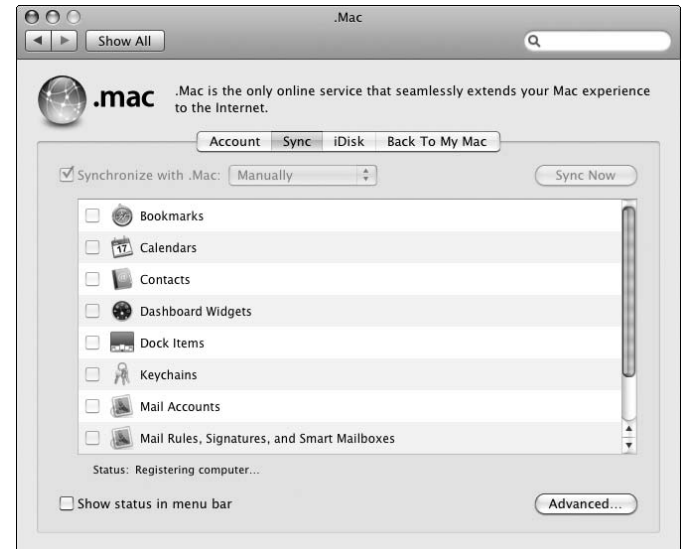 .Mac
Show All
.mac
.Mac is the only online service that seamlessly extends your Mac experience
to the Internet.
Account Sync iDisk Back To My Mac
Synchronize with .Mac: Manually Sync Now
Bookmarks
17 Calendars
Contacts
Dashboard Widgets
Dock Items
Keychains
Mail Accounts
Mail Rules, Signatures, and Smart Mailboxes
Status: Registering computer...
Show status in menu bar Advanced...